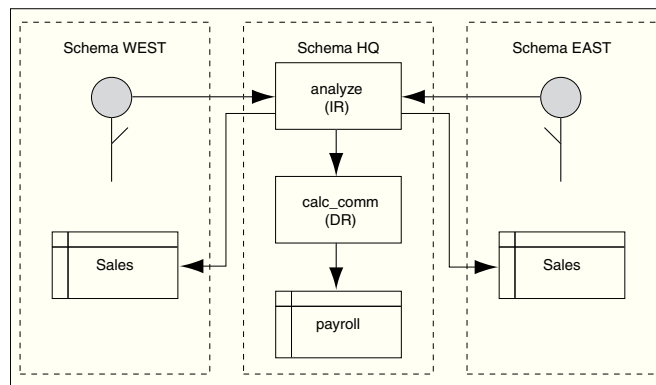 Schema WEST
Schema HQ
Schema EAST
analyze
(IR)
calc_comm
(DR)
Sales
Sales
payroll